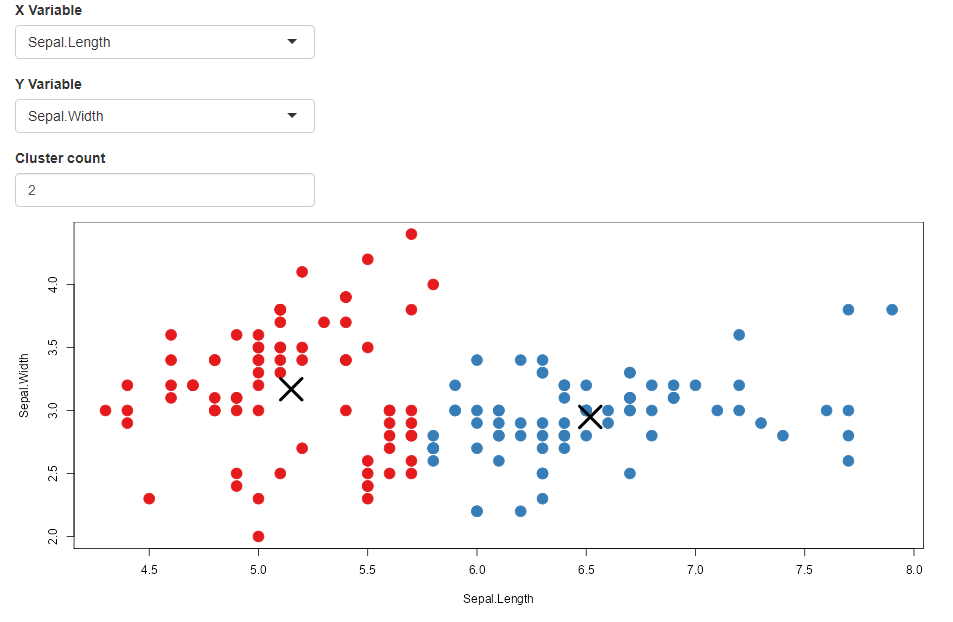 X Variable
Sepal.Length
Y Variable
Sepal.Width
Cluster count
2
4.0
3.5
3.0
2.5
2.0
Sepal.Width
4.5 5.0 5.5 6.0 6.5 7.0 7.5 8.0
Sepal.Length